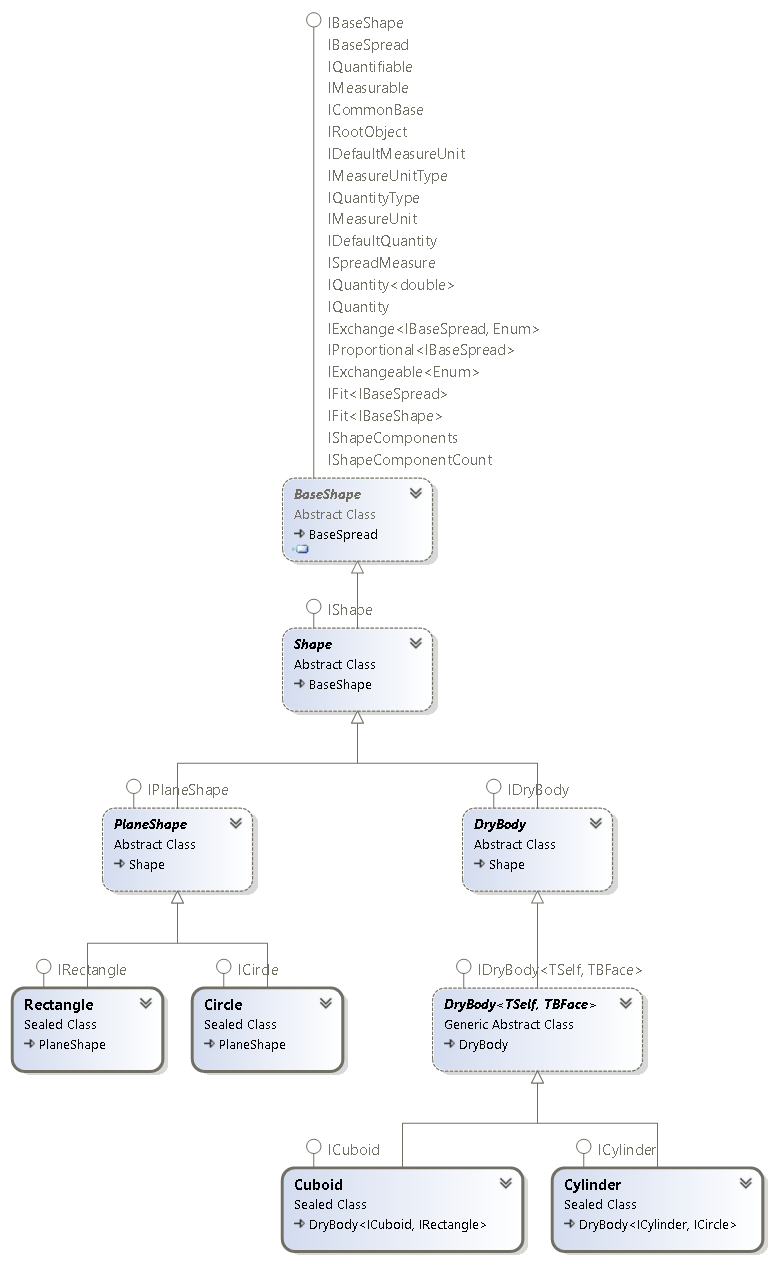 IBaseShape
IBaseSpread
IQuantifiable
IMeasurable
ICommonBase
IRootObject
IDefaultMeasureUnit
IMeasureUnitType
IQuantityType
IMeasureUnit
IDefaultQuantity
ISpreadMeasure
IQuantity<double>
IQuantity
IExchange<IBaseSpread, Enum>
IProportional<IBaseSpread>
IExchangeable<Enum>
IFit<IBaseSpread>
IFit<IBaseShape>
IShapeComponents
IShapeComponentCount
BaseShape
Abstract Class
BaseSpread
IShape
Shape
Abstract Class
BaseShape
IPlaneShape
PlaneShape
Abstract Class
Shape
IDryBody
DryBody
Abstract Class
Shape
IRectangle
Rectangle
Sealed Class
PlaneShape
ICircle
Circle
Sealed Class
PlaneShape
IDryBody<TSelf, TBFace>
DryBody<TSelf, TBFace>
Generic Abstract Class
DryBody
ICuboid
Cuboid
Sealed Class
DryBody<ICuboid, IRectangle>
ICylinder
Cylinder
Sealed Class
DryBody<ICylinder, ICircle>